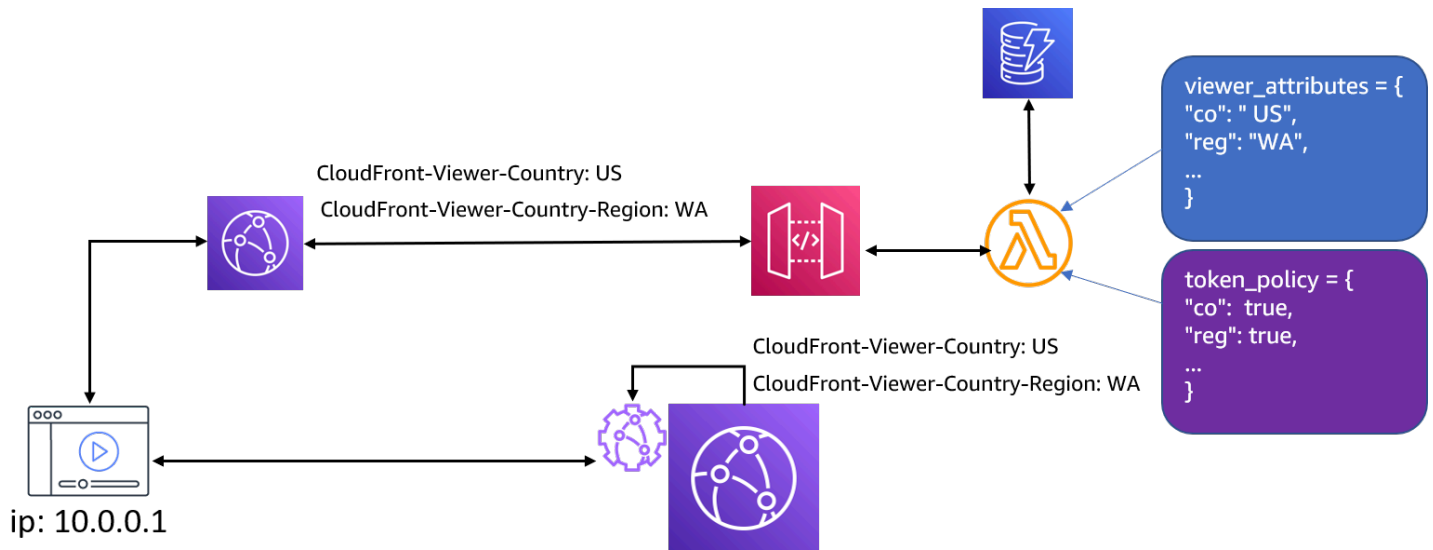 viewer_attributes = {
"co": " US",
"reg": "WA",
...
}
CloudFront-Viewer-Country: US
CloudFront-Viewer-Country-Region: WA
</>
token_policy = {
"co":  true,
"reg": true,
...
}
CloudFront-Viewer-Country: US
CloudFront-Viewer-Country-Region: WA
ip: 10.0.0.1